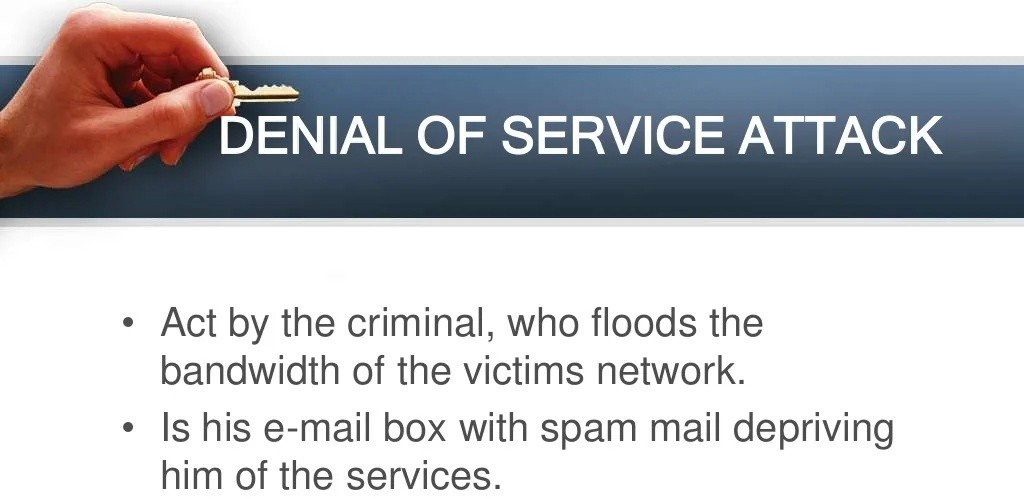 DENIAL OF SERVICE ATTACK
• Act by the criminal, who floods the
bandwidth of the victims network.
• Is his e-mail box with spam mail depriving
him of the services.